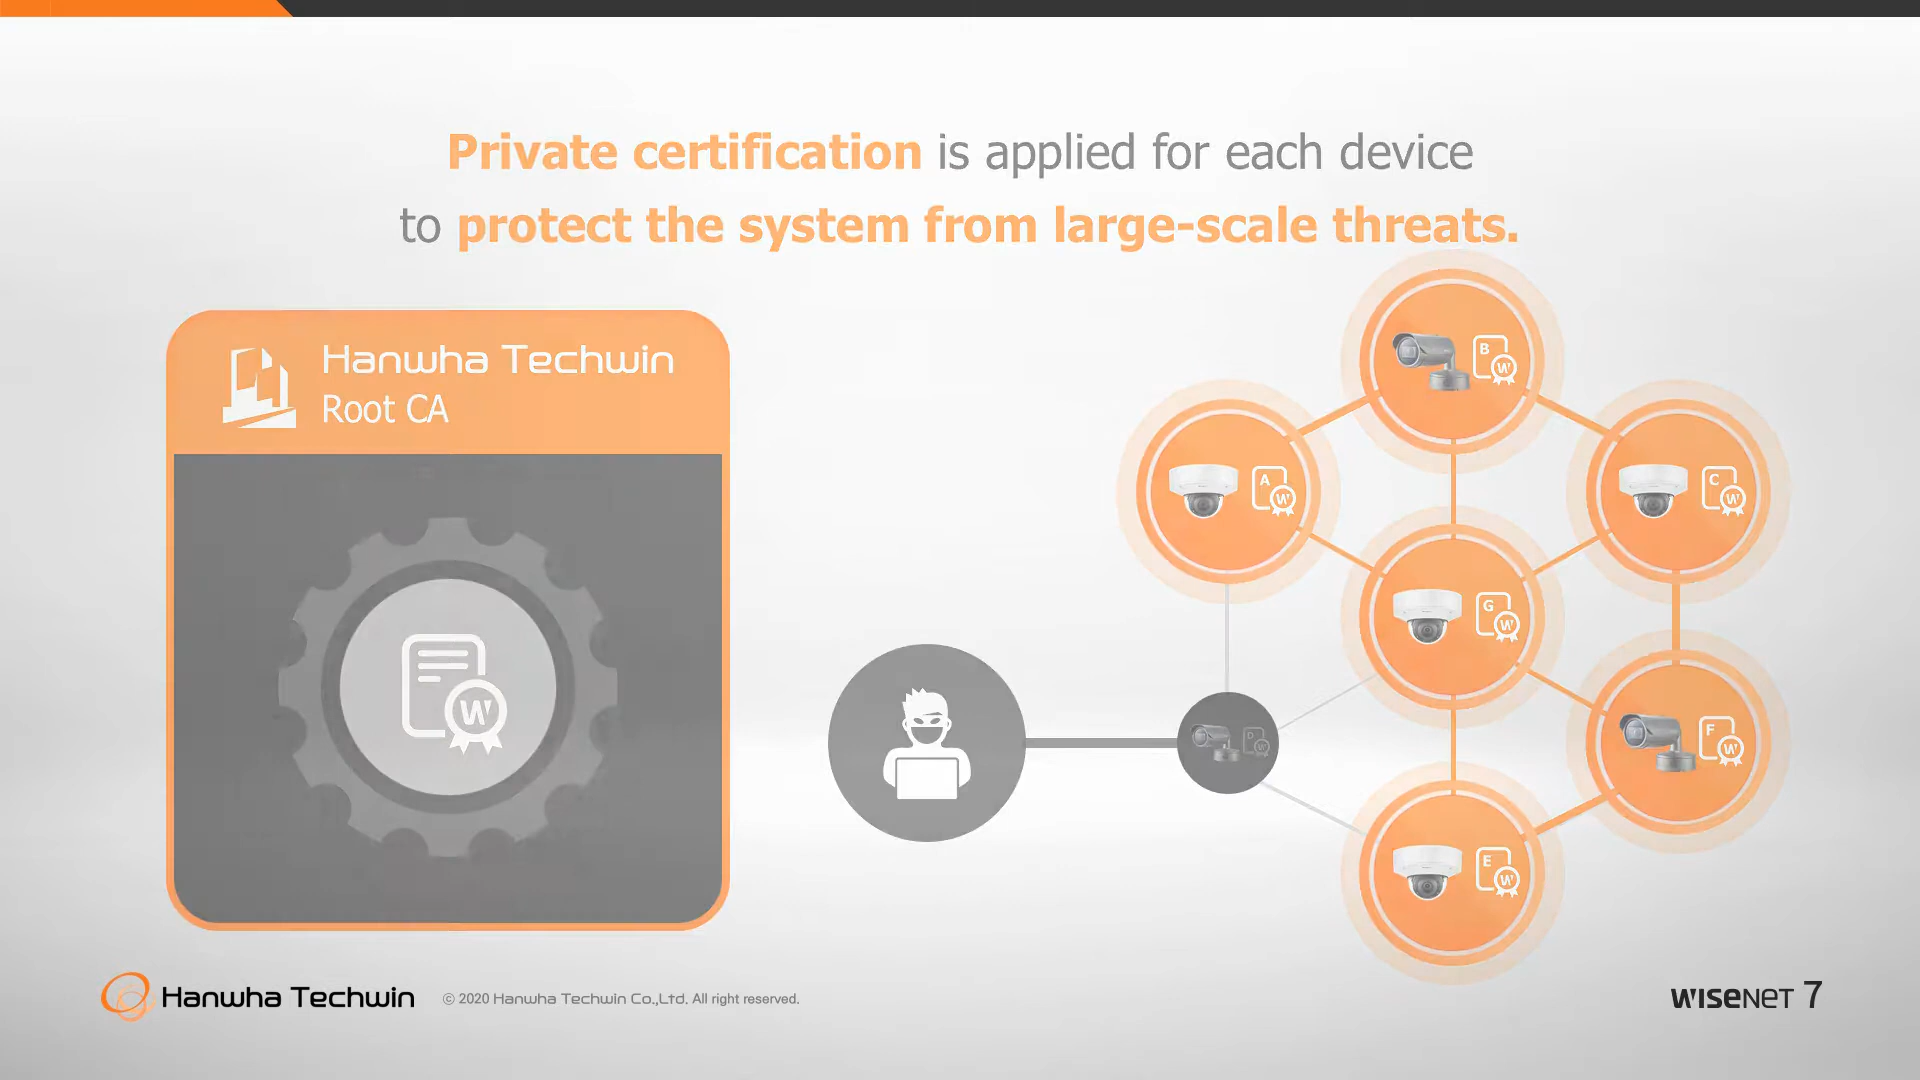 Private certification is applied for each device
to protect the system from large-scale threats.
Hanwha Techwin
Root CA
W
B
W
A
W
C
W
G
W
D
W
F
W
E
W
Hanwha Techwin
© 2020 Hanwha Techwin Co.,Ltd. All right reserved.
WISENET 7